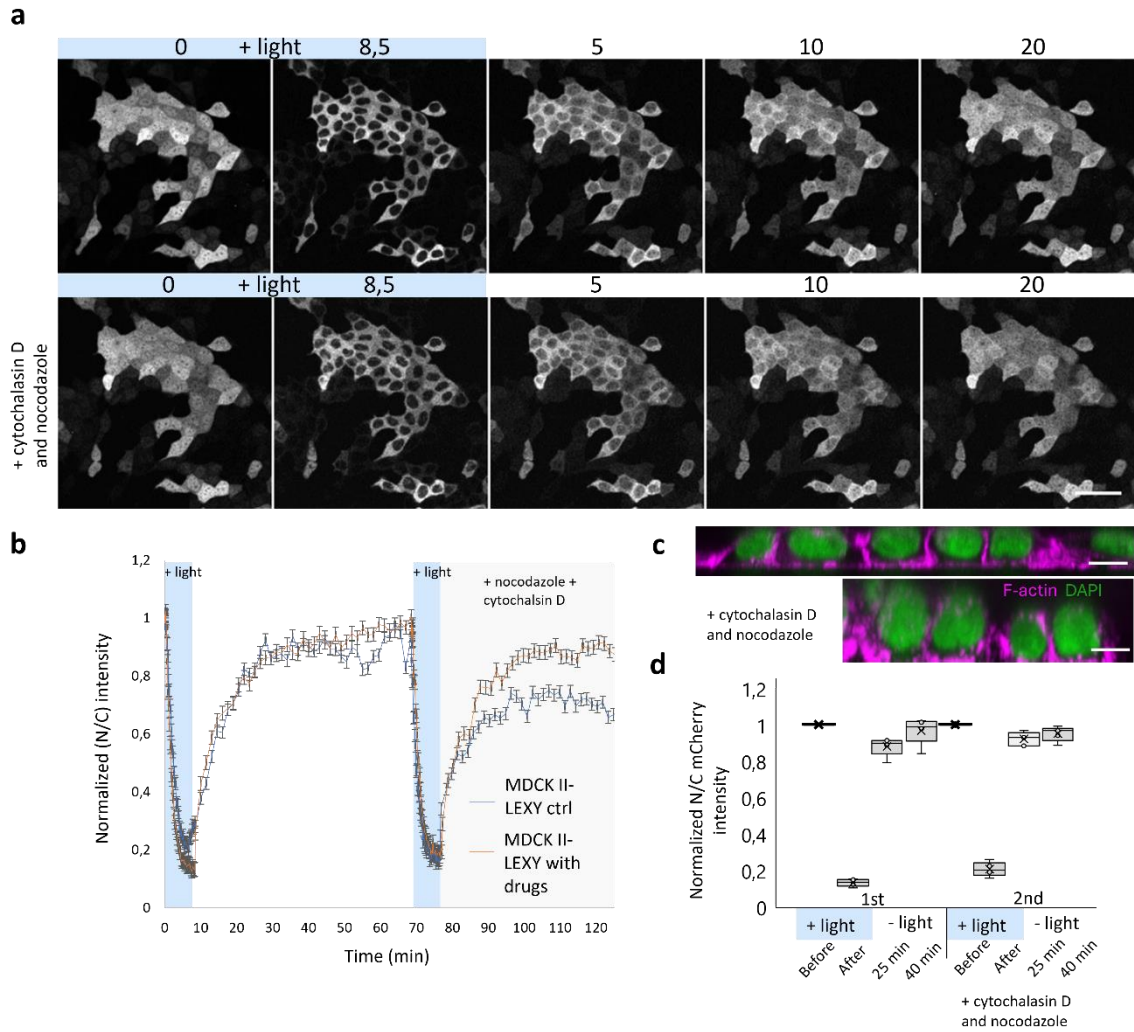 a
0 + light 8,5 5 10 20
0 + light 8,5 5 10 20
+ cytochalasin D
and nocodazole
b
Normalized (N/C) intensity
1,2
1
0,8
0,6
0,4
0,2
0
+ light
+ light
+ nocodazole +
cytochalsin D
MDCK II-
LEXY ctrl
MDCK II-
LEXY with
drugs
0 10 20 30 40 50 60 70 80 90 100 110 120
Time (min)
c
F-actin DAPI
+ cytochalasin D
and nocodazole
d
Normalized N/C mCherry
intensity
1,2
1
0,8
0,6
0,4
0,2
0
1st 2nd
+ light - light + light - light
Before After 25 min 40 min Before After 25 min 40 min
+ cytochalasin D
and nocodazole